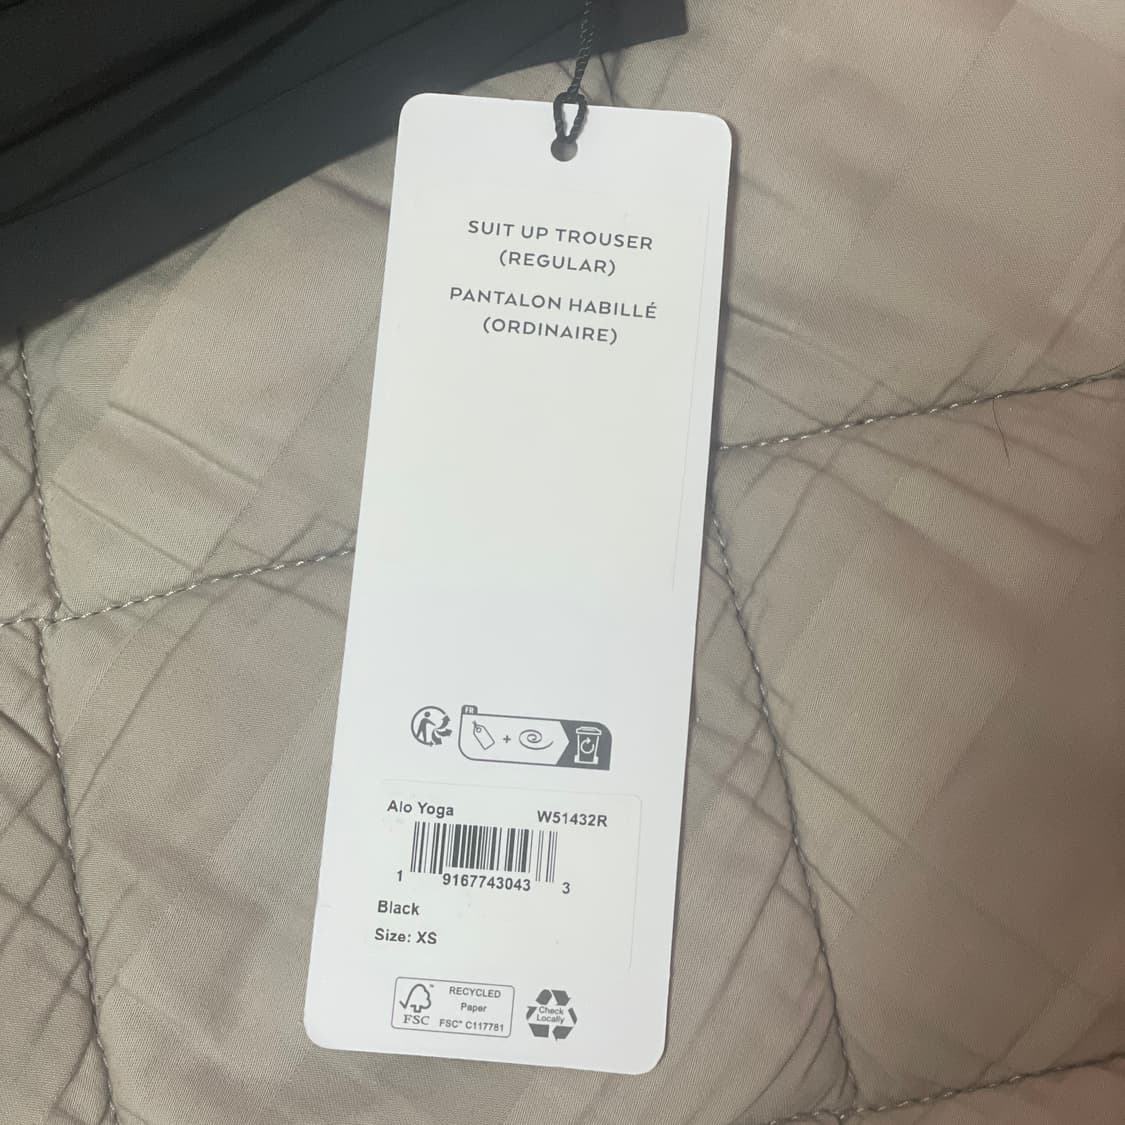 SUIT UP TROUSER
(REGULAR)
PANTALON HABILLÉ
(ORDINAIRE)
FR
+
Alo Yoga W51432R
1 9167743043 3
Black
Size: XS
RECYCLED
Paper
FSC™ FSC® C117781
Check
Locally